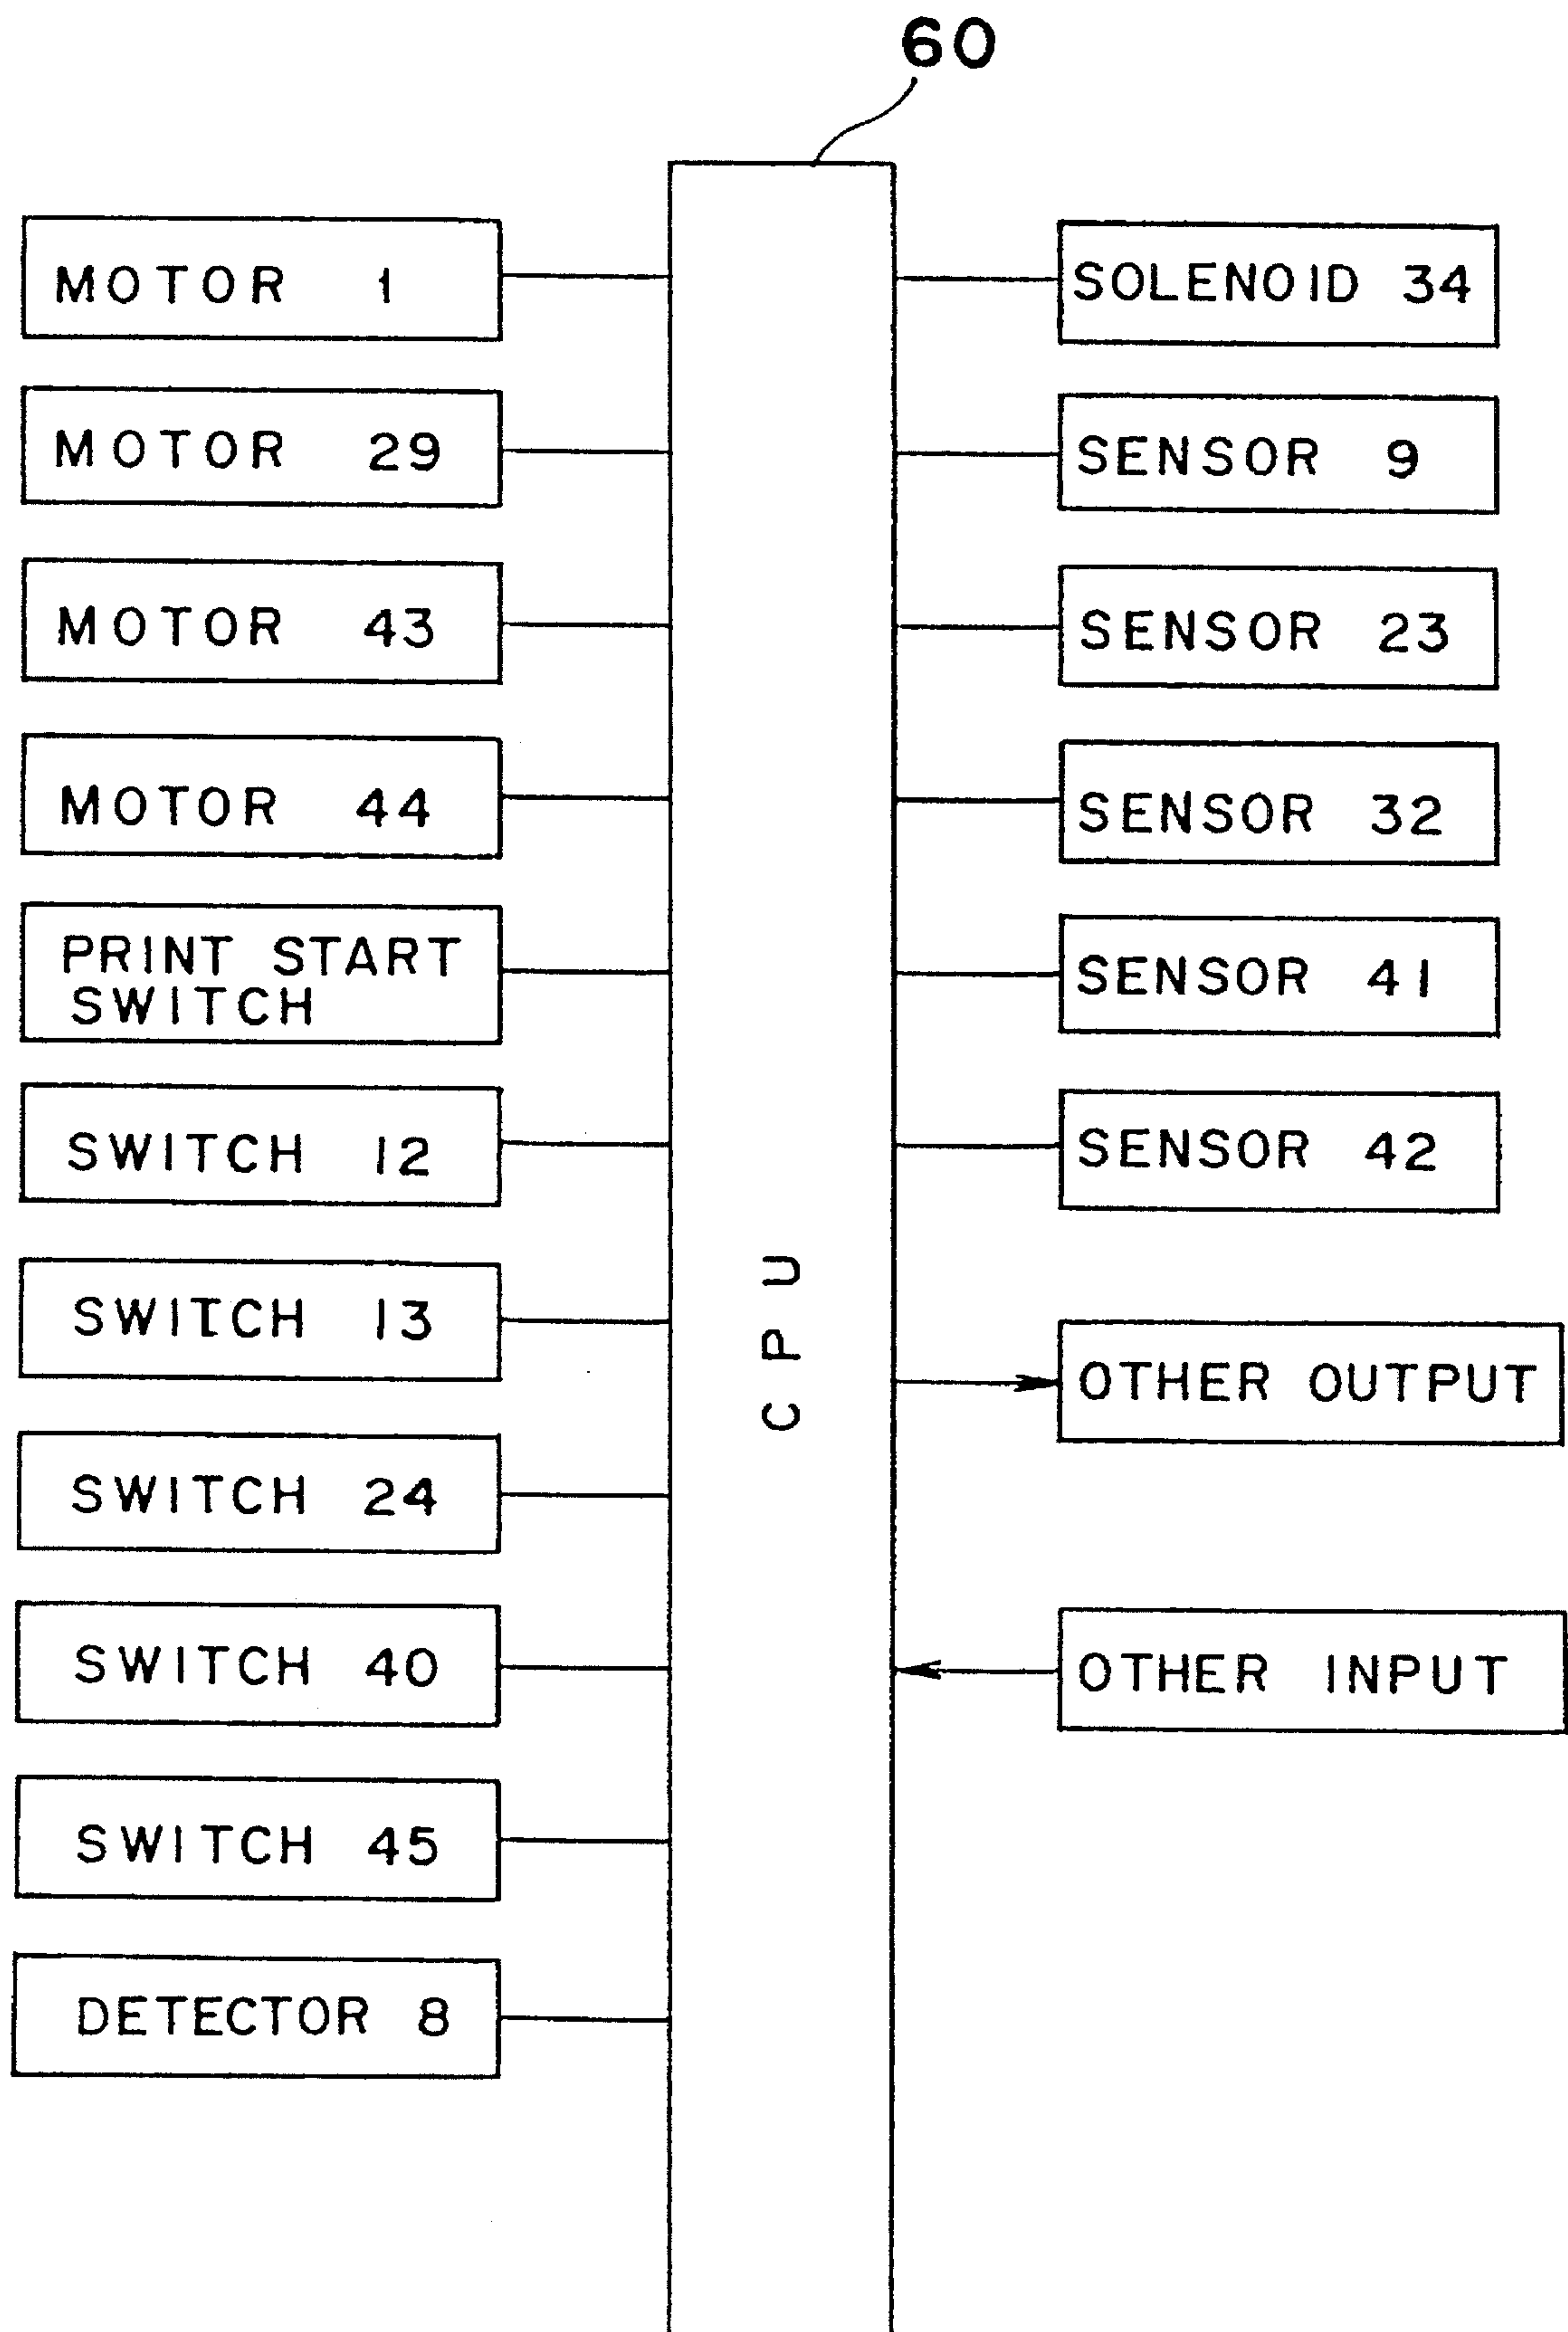 60
MOTOR 1
MOTOR 29
MOTOR 43
MOTOR 44
PRINT START
SWITCH
SWITCH 12
SWITCH 13
SWITCH 24
SWITCH 40
SWITCH 45
DETECTOR 8
CPU
SOLENOID 34
SENSOR 9
SENSOR 23
SENSOR 32
SENSOR 41
SENSOR 42
OTHER OUTPUT
OTHER INPUT